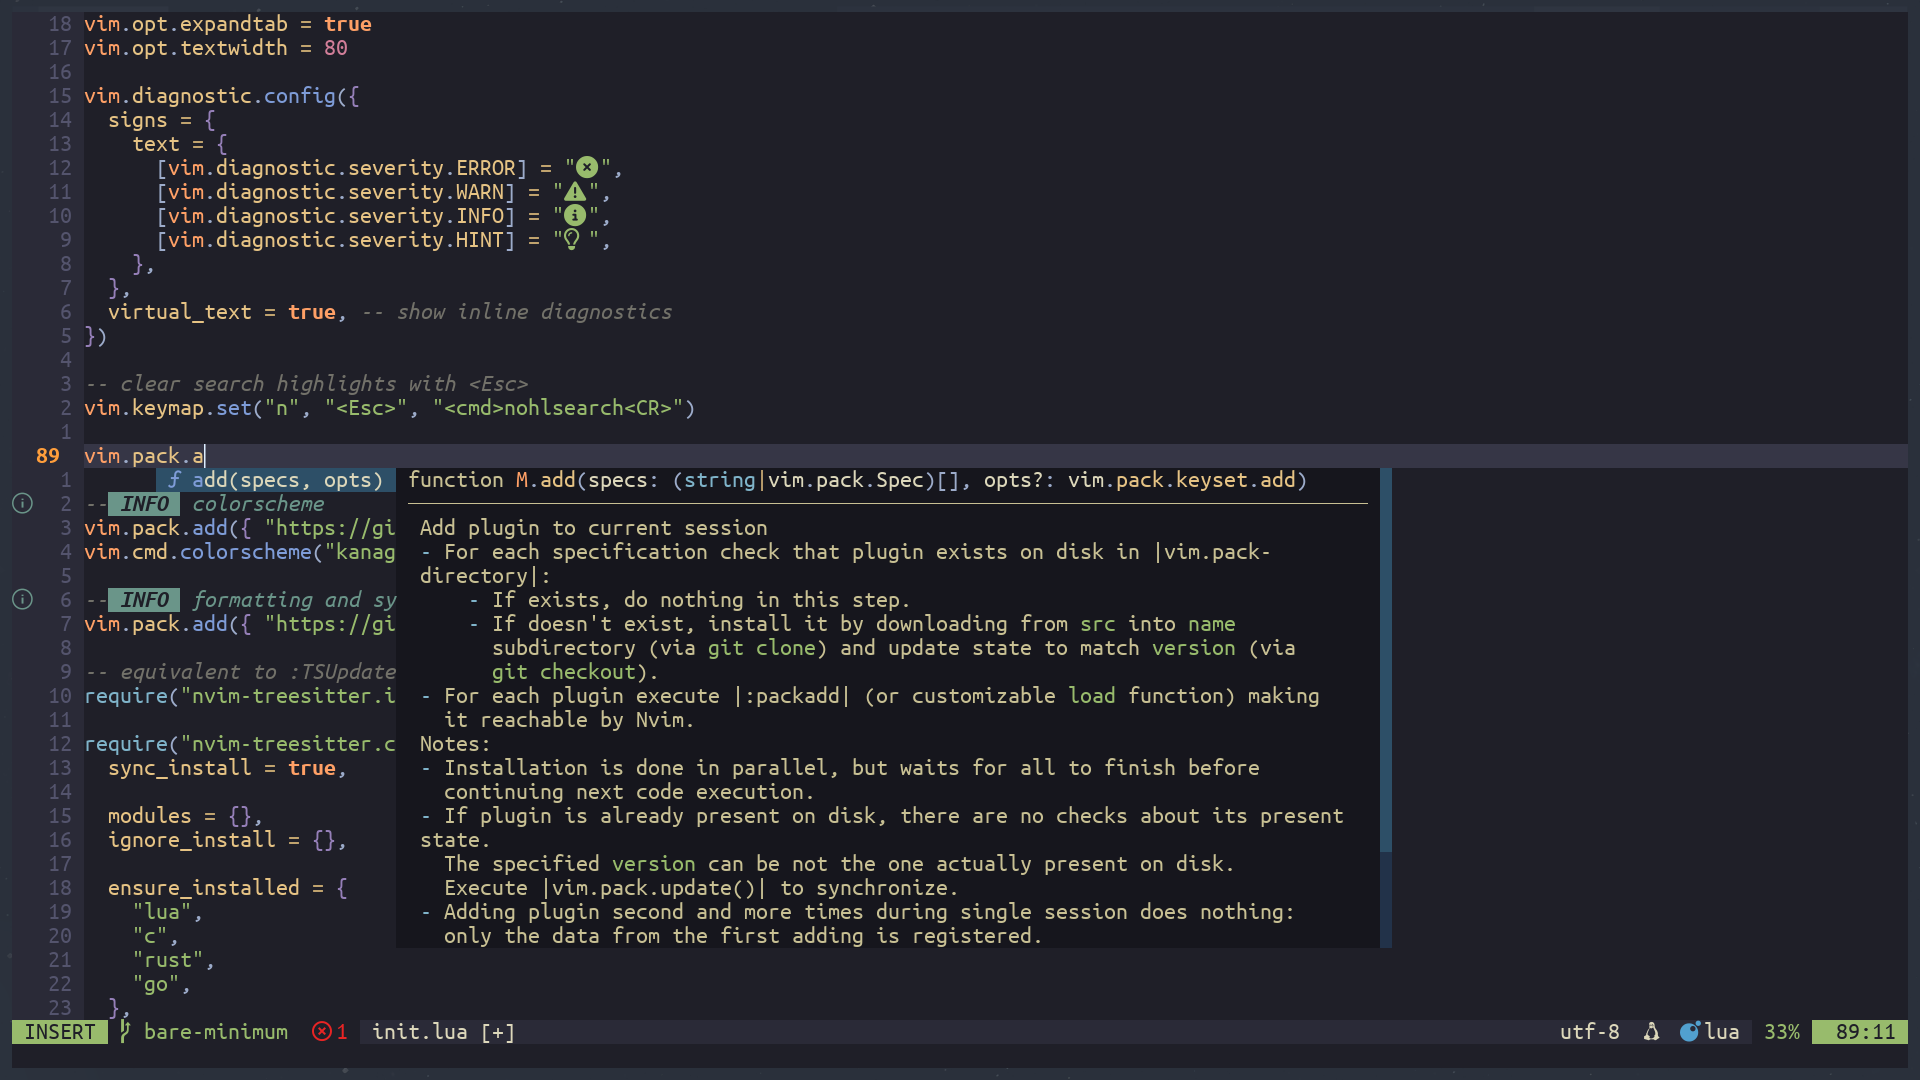 18 vim.opt.expandtab = true
17 vim.opt.textwidth = 80
16
15 vim.diagnostic.config({
14   signs = {
13     text = {
12       [vim.diagnostic.severity.ERROR] = "",
11       [vim.diagnostic.severity.WARN] = "",
10       [vim.diagnostic.severity.INFO] = "",
9       [vim.diagnostic.severity.HINT] = " ",
8     },
7   },
6   virtual_text = true, -- show inline diagnostics
5 })
4
3 -- clear search highlights with <Esc>
2 vim.keymap.set("n", "<Esc>", "<cmd>nohlsearch<CR>")
1
89 vim.pack.a
1 ƒ add(specs, opts) function M.add(specs: (string|vim.pack.Spec)[], opts?: vim.pack.keyset.add)
2 -- INFO colorscheme
3 vim.pack.add({ "https://gi Add plugin to current session
4 vim.cmd.colorscheme("kanag - For each specification check that plugin exists on disk in |vim.pack-
5 directory|:
6 -- INFO formatting and sy - If exists, do nothing in this step.
7 vim.pack.add({ "https://gi - If doesn't exist, install it by downloading from src into name
8 subdirectory (via git clone) and update state to match version (via
9 -- equivalent to :TSUpdate git checkout).
10 require("nvim-treesitter.i - For each plugin execute |:packadd| (or customizable load function) making
11 it reachable by Nvim.
12 require("nvim-treesitter.c Notes:
13   sync_install = true, - Installation is done in parallel, but waits for all to finish before
14 continuing next code execution.
15   modules = {}, - If plugin is already present on disk, there are no checks about its present
16   ignore_install = {}, state.
17 The specified version can be not the one actually present on disk.
18   ensure_installed = { Execute |vim.pack.update()| to synchronize.
19     "lua", - Adding plugin second and more times during single session does nothing:
20     "c", only the data from the first adding is registered.
21     "rust",
22     "go",
23   },
INSERT bare-minimum 1 init.lua [+] utf-8 lua 33% 89:11